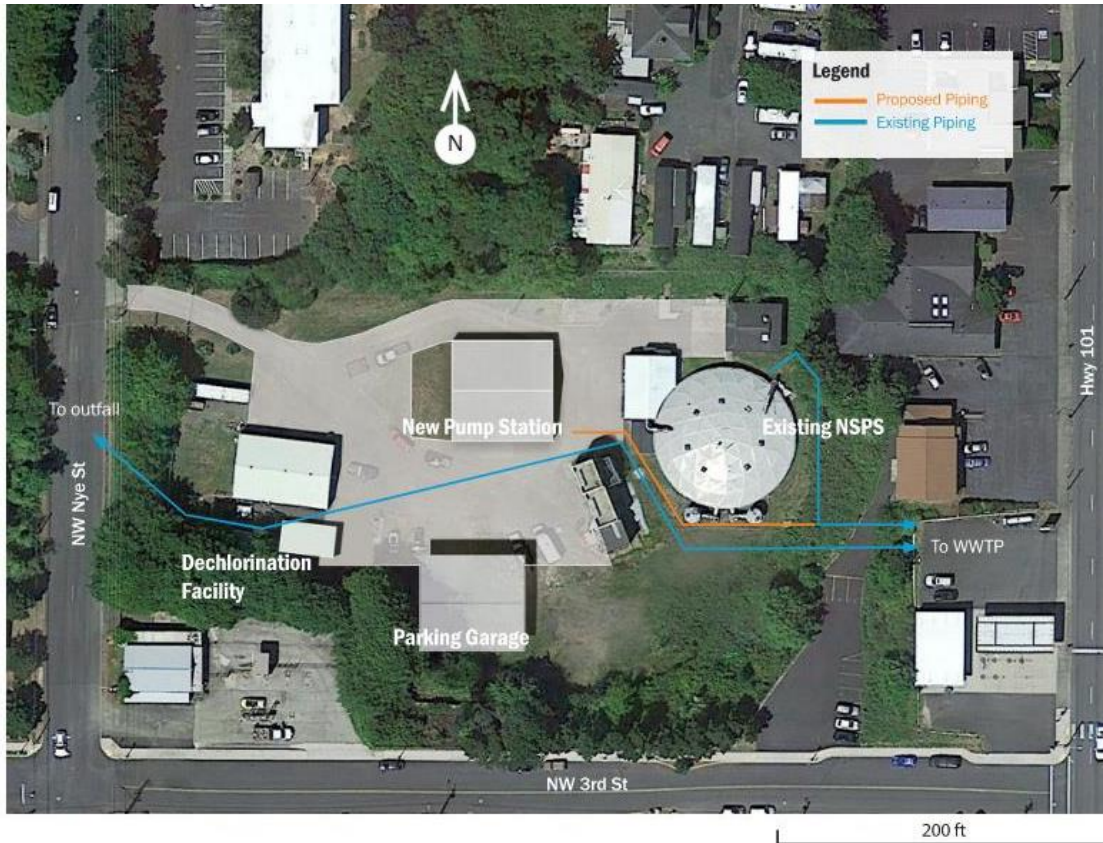 Legend
Proposed Piping
Existing Piping
N
To outfall
New Pump Station
Existing NSPS
Hwy 101
NW Nye St
To WWTP
Dechlorination
Facility
Parking Garage
NW 3rd St
200 ft